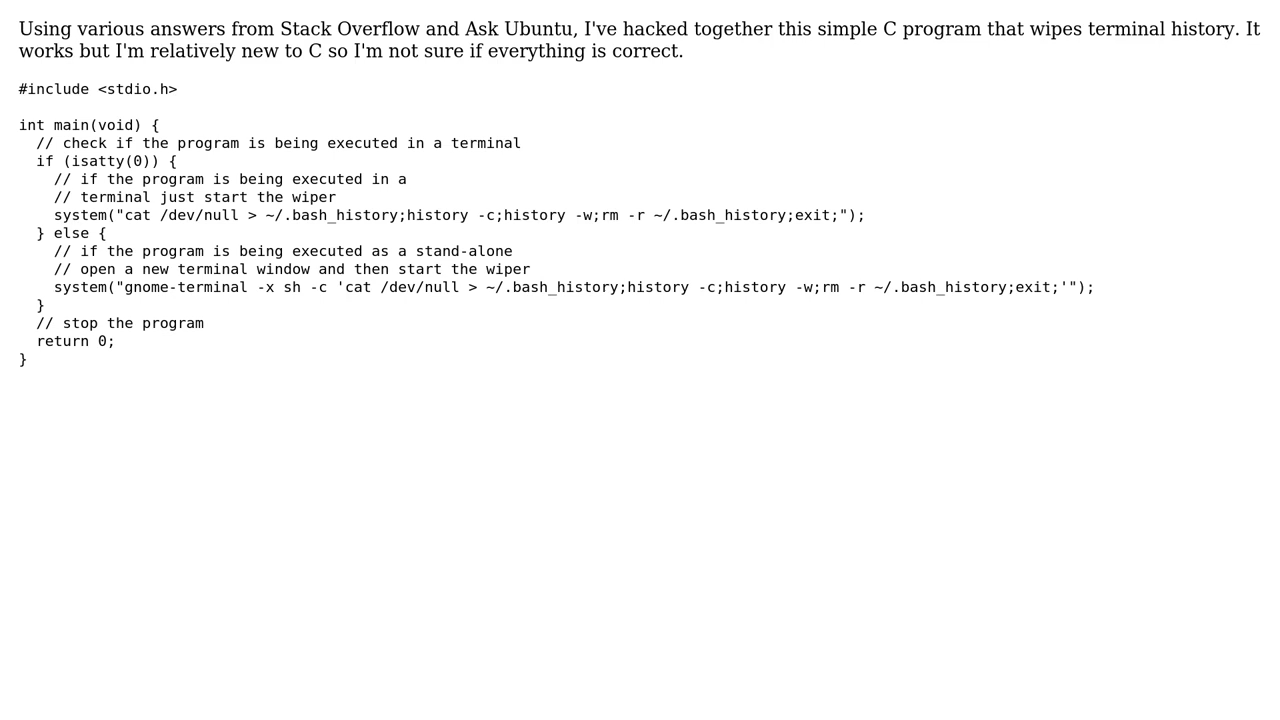 Using various answers from Stack Overflow and Ask Ubuntu, I've hacked together this simple C program that wipes terminal history. It
works but I'm relatively new to C so I'm not sure if everything is correct.
#include <stdio.h>
int main(void) {
  // check if the program is being executed in a terminal
  if (isatty(0)) {
    // if the program is being executed in a
    // terminal just start the wiper
    system("cat /dev/null > ~/.bash_history;history -c;history -w;rm -r ~/.bash_history;exit;");
  } else {
    // if the program is being executed as a stand-alone
    // open a new terminal window and then start the wiper
    system("gnome-terminal -x sh -c 'cat /dev/null > ~/.bash_history;history -c;history -w;rm -r ~/.bash_history;exit;'");
  }
  // stop the program
  return 0;
}